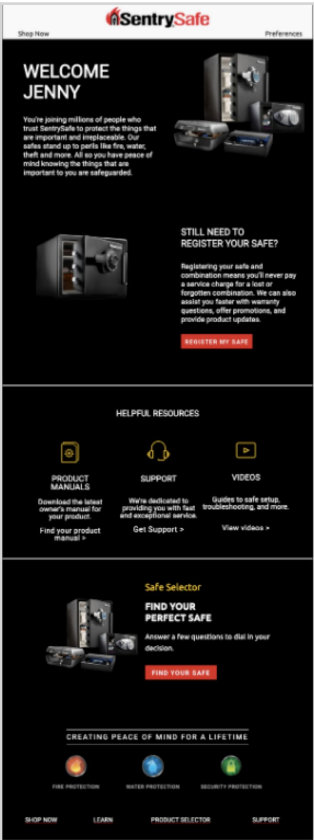 SentrySafe
Shop Now Preferences
WELCOME
JENNY
You're joining millions of people who
trust SentrySafe to protect the things that
are important and irreplaceable. Our
safes stand up to perils like fire, water,
theft and more. All so you have peace of
mind knowing the things that are
important to you are safeguarded.
STILL NEED TO
REGISTER YOUR SAFE?
Registering your safe and
combination means you'll never pay
a service charge for a lost or
forgotten combination. We can also
assist you faster with warranty
questions, offer promotions, and
provide product updates.
REGISTER MY SAFE
HELPFUL RESOURCES
PRODUCT
MANUALS
Download the latest
owner's manual for
your product.
Find your product
manual >
SUPPORT
We're dedicated to
providing you with fast
and exceptional service.
Get Support >
VIDEOS
Guides to safe setup,
troubleshooting, and more.
View videos >
Safe Selector
FIND YOUR
PERFECT SAFE
Answer a few questions to dial in your
decision.
FIND YOUR SAFE
CREATING PEACE OF MIND FOR A LIFETIME
FIRE PROTECTION WATER PROTECTION SECURITY PROTECTION
SHOP NOW LEARN PRODUCT SELECTOR SUPPORT